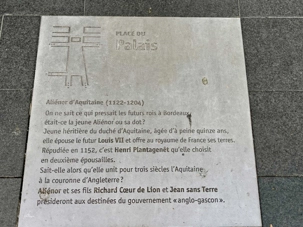 PLACE DU
Palais
Aliénor d'Aquitaine (1122-1204)
On ne sait ce qui pressait les futurs rois à Bordeaux,
était-ce la jeune Aliénor ou sa dot?
Jeune héritière du duché d'Aquitaine, âgée d'à peine quinze ans,
elle épouse le futur Louis VII et offre au royaume de France ses terres.
Répudiée en 1152, c'est Henri Plantagenêt qu'elle choisit
en deuxième épousailles.
Sait-elle alors qu'elle unit pour trois siècles l'Aquitaine
à la couronne d'Angleterre?
Aliénor et ses fils Richard Cœur de Lion et Jean sans Terre
présideront aux destinées du gouvernement «anglo-gascon».